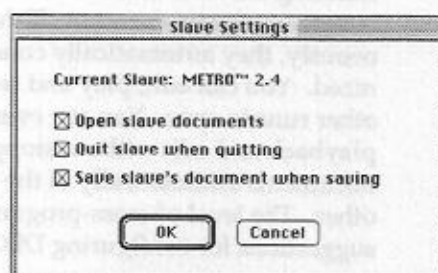 Slave Settings
Current Slave: METRO™ 2.4
Open slave documents
Quit slave when quitting
Save slave's document when saving
OK Cancel